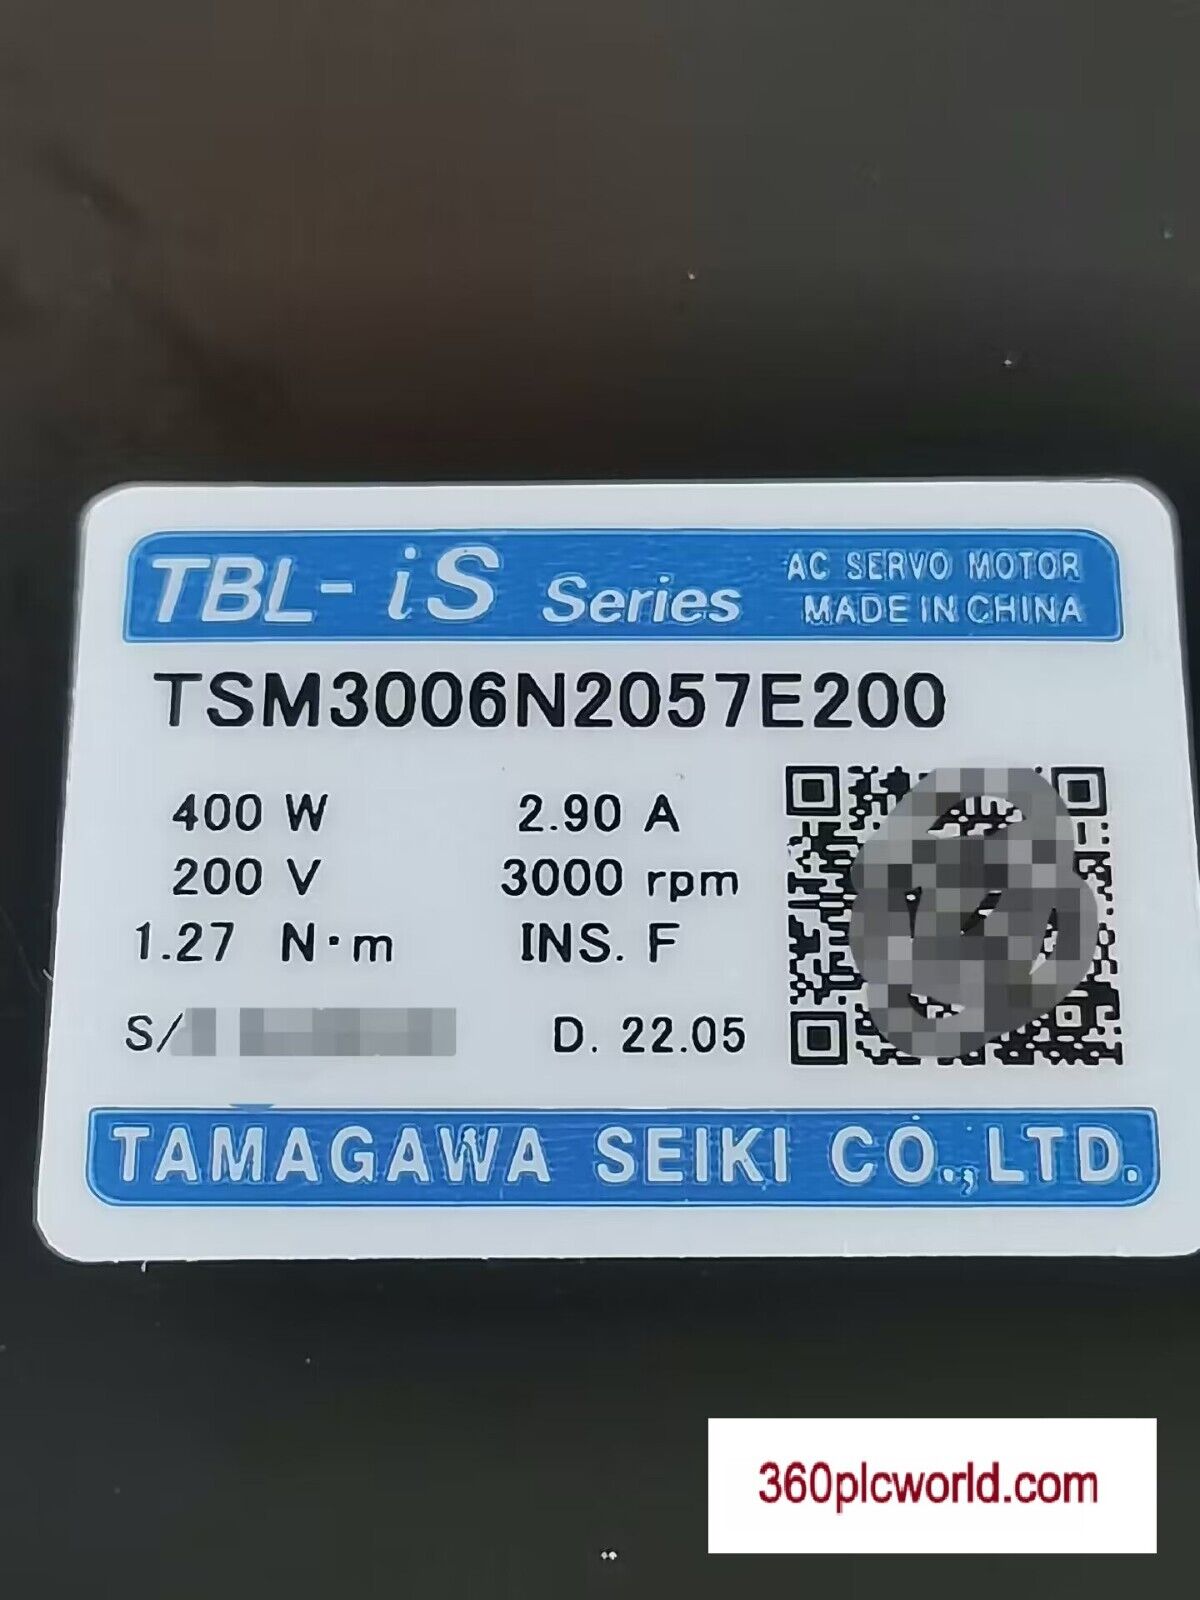 TBL-iS Series
AC SERVO MOTOR
MADE IN CHINA
TSM3006N2057E200
400 W
2.90 A
200 V
3000 rpm
1.27 N·m
INS. F
S/
D. 22.05
TAMAGAWA SEIKI CO.,LTD.
360plcworld.com